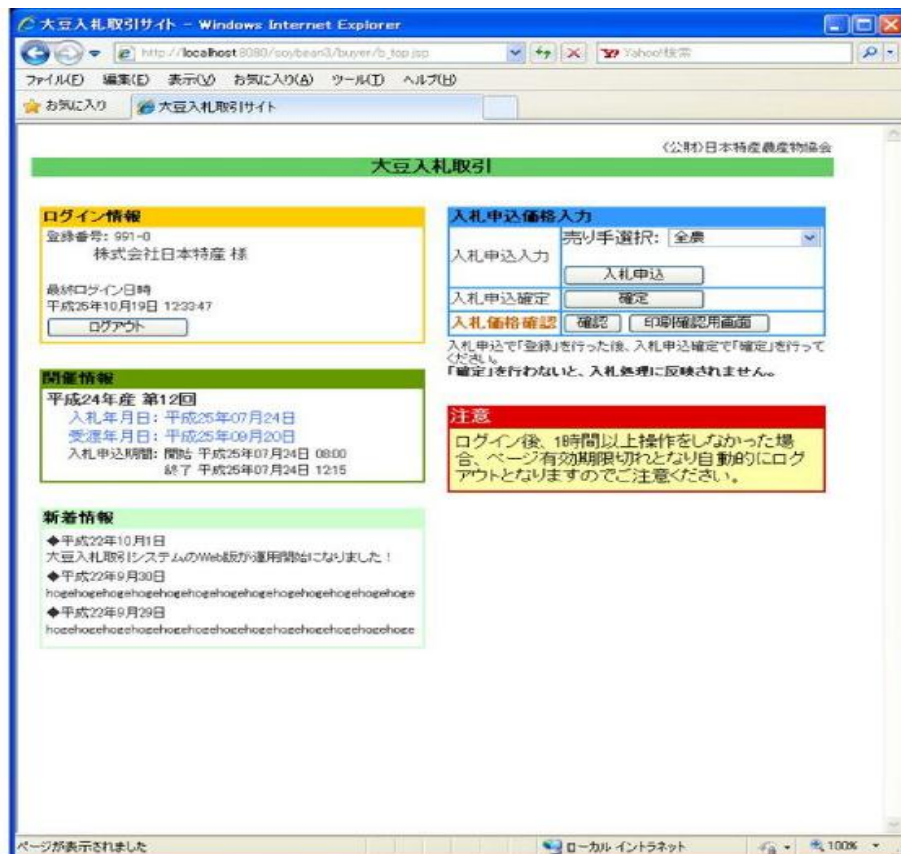 大豆入札取引サイト - Windows Internet Explorer
http://localhost:8080/soybean3/buyer/b_top.jsp
Yahoo!検索
ファイル(F) 編集(E) 表示(V) お気に入り(A) ツール(T) ヘルプ(H)
お気に入り
大豆入札取引サイト
(公財)日本特産農産物協会
大豆入札取引
ログイン情報
登録番号: 991-0
株式会社日本特産 様
最終ログイン日時
平成25年10月19日 12:33:47
ログアウト
開催情報
平成24年産 第12回
入札年月日: 平成25年07月24日
受渡年月日: 平成25年09月20日
入札申込期間: 開始 平成25年07月24日 08:00
終了 平成25年07月24日 12:15
新着情報
◆平成22年10月1日
大豆入札取引システムのWeb版が運用開始になりました！
◆平成22年9月30日
hogehogehogehogehogehogehogehogehogehogehoge
◆平成22年9月29日
hogehogehogehogehogehogehogehogehogehogehoge
入札申込価格入力
入札申込入力
売り手選択: 全農
入札申込
入札申込確定
確定
入札価格確認
確認 印刷確認用画面
入札申込で「登録」を行った後、入札申込確定で「確定」を行って
ください。
「確定」を行わないと、入札処理に反映されません。
注意
ログイン後、1時間以上操作をしなかった場
合、ページ有効期限切れとなり自動的にログ
アウトとなりますのでご注意ください。
ページが表示されました
ローカル イントラネット
100%